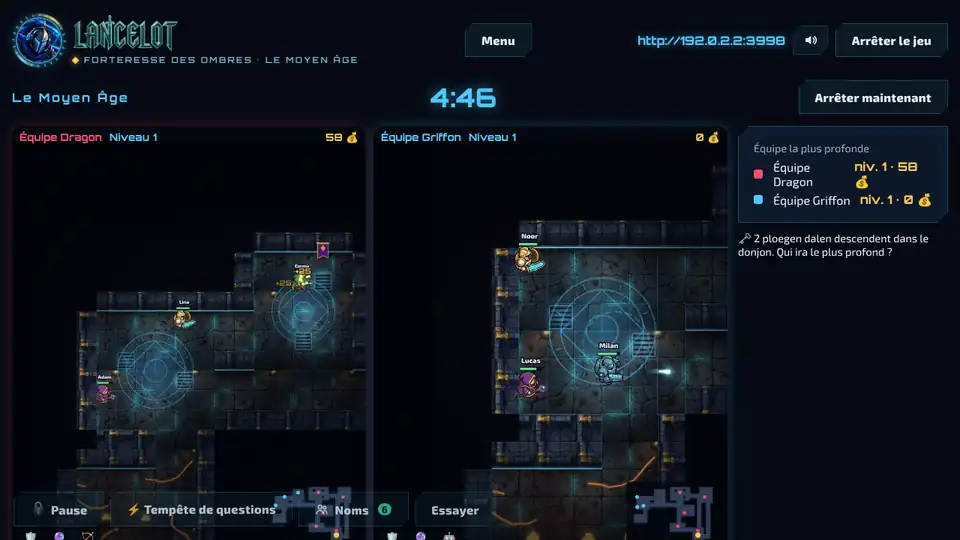 LANCELOT
FORTERESSE DES OMBRES · LE MOYEN ÂGE
Menu
http://192.0.2.2:3998
Arrêter le jeu
Le Moyen Âge
4:46
Arrêter maintenant
Équipe Dragon Niveau 1
58
Équipe Griffon Niveau 1
0
Équipe la plus profonde
Équipe Dragon
niv. 1 · 58
Équipe Griffon
niv. 1 · 0
2 ploegen dalen descendent dans le
donjon. Qui ira le plus profond ?
Emma
+25
+25
Lina
Adam
Noor
Milan
Lucas
Pause
Tempête de questions
Noms 6
Essayer